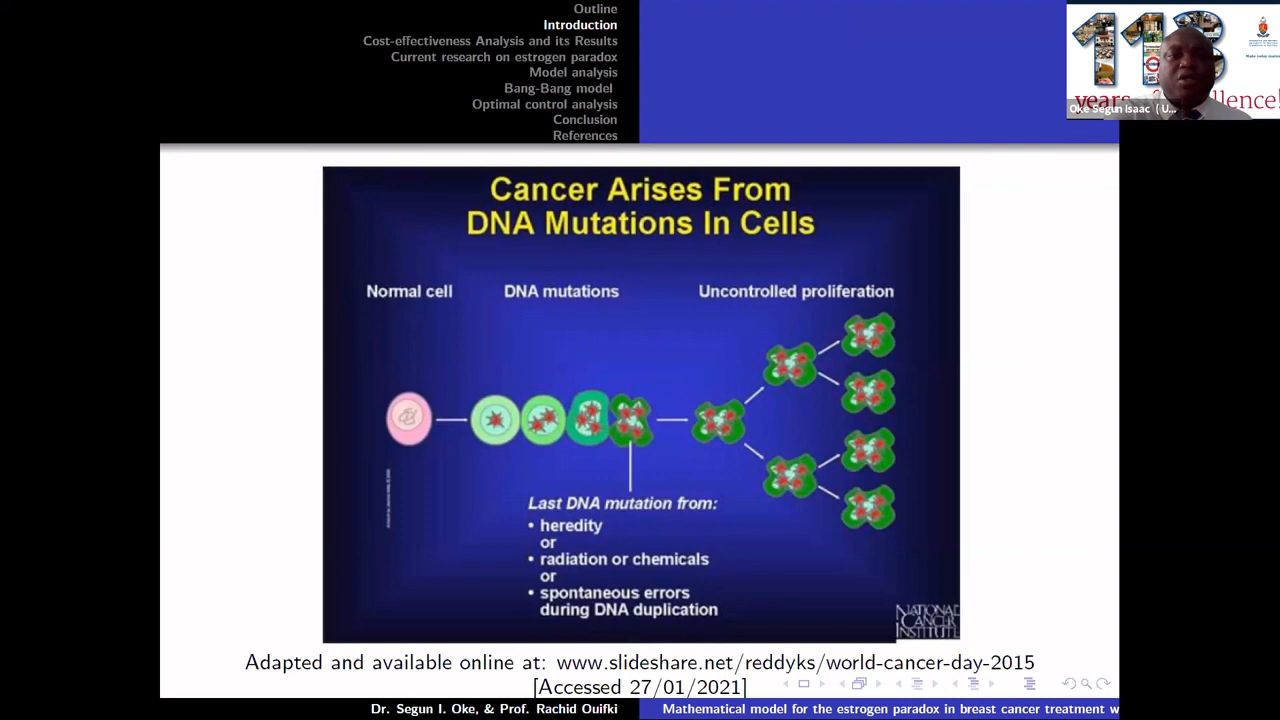 Outline
Introduction
Cost-effectiveness Analysis and its Results
Current research on estrogen paradox
Model analysis
Bang-Bang model
Optimal control analysis
Conclusion
References
years of excellence!
Oke Segun Isaac ( U...
Cancer Arises From
DNA Mutations In Cells
Normal cell DNA mutations Uncontrolled proliferation
Last DNA mutation from:
• heredity
or
• radiation or chemicals
or
• spontaneous errors
during DNA duplication
NATIONAL
CANCER
INSTITUTE
Adapted and available online at: www.slideshare.net/reddyks/world-cancer-day-2015
[Accessed 27/01/2021]
Dr. Segun I. Oke, & Prof. Rachid Ouifki Mathematical model for the estrogen paradox in breast cancer treatment w